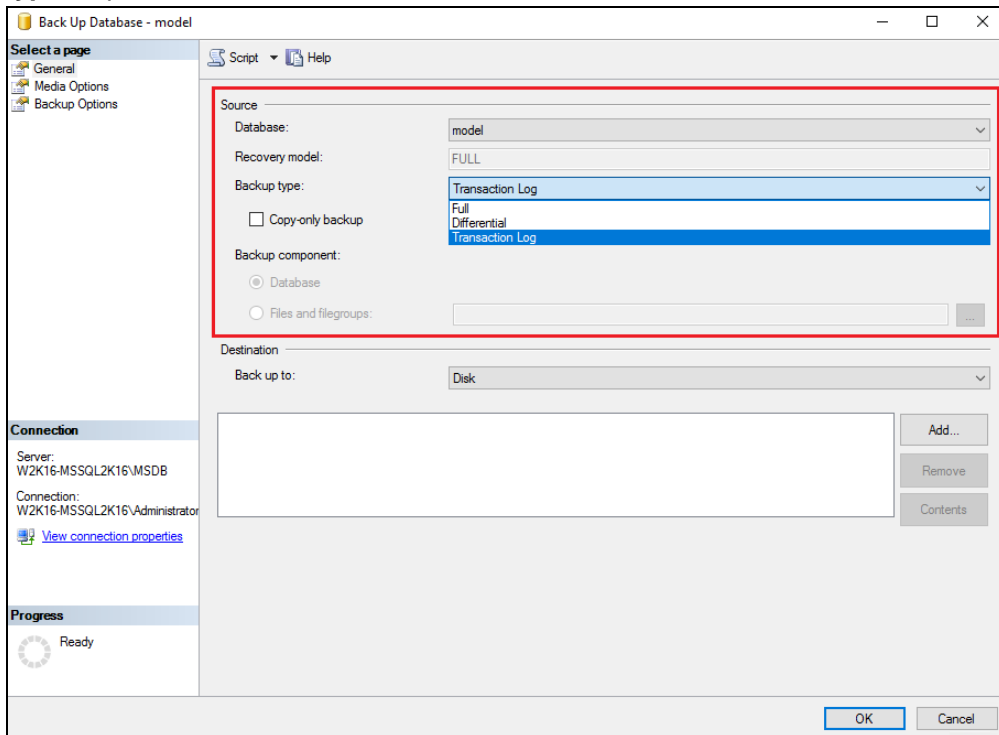 Back Up Database - model
Select a page
General
Media Options
Backup Options
Script
Help
Source
Database:
model
Recovery model:
FULL
Backup type:
Transaction Log
Full
Differential
Transaction Log
Copy-only backup
Backup component:
Database
Files and filegroups:
...
Destination
Back up to:
Disk
Add...
Remove
Contents
Connection
Server:
W2K16-MSSQL2K16\MSDB
Connection:
W2K16-MSSQL2K16\Administrator
View connection properties
Progress
Ready
OK
Cancel